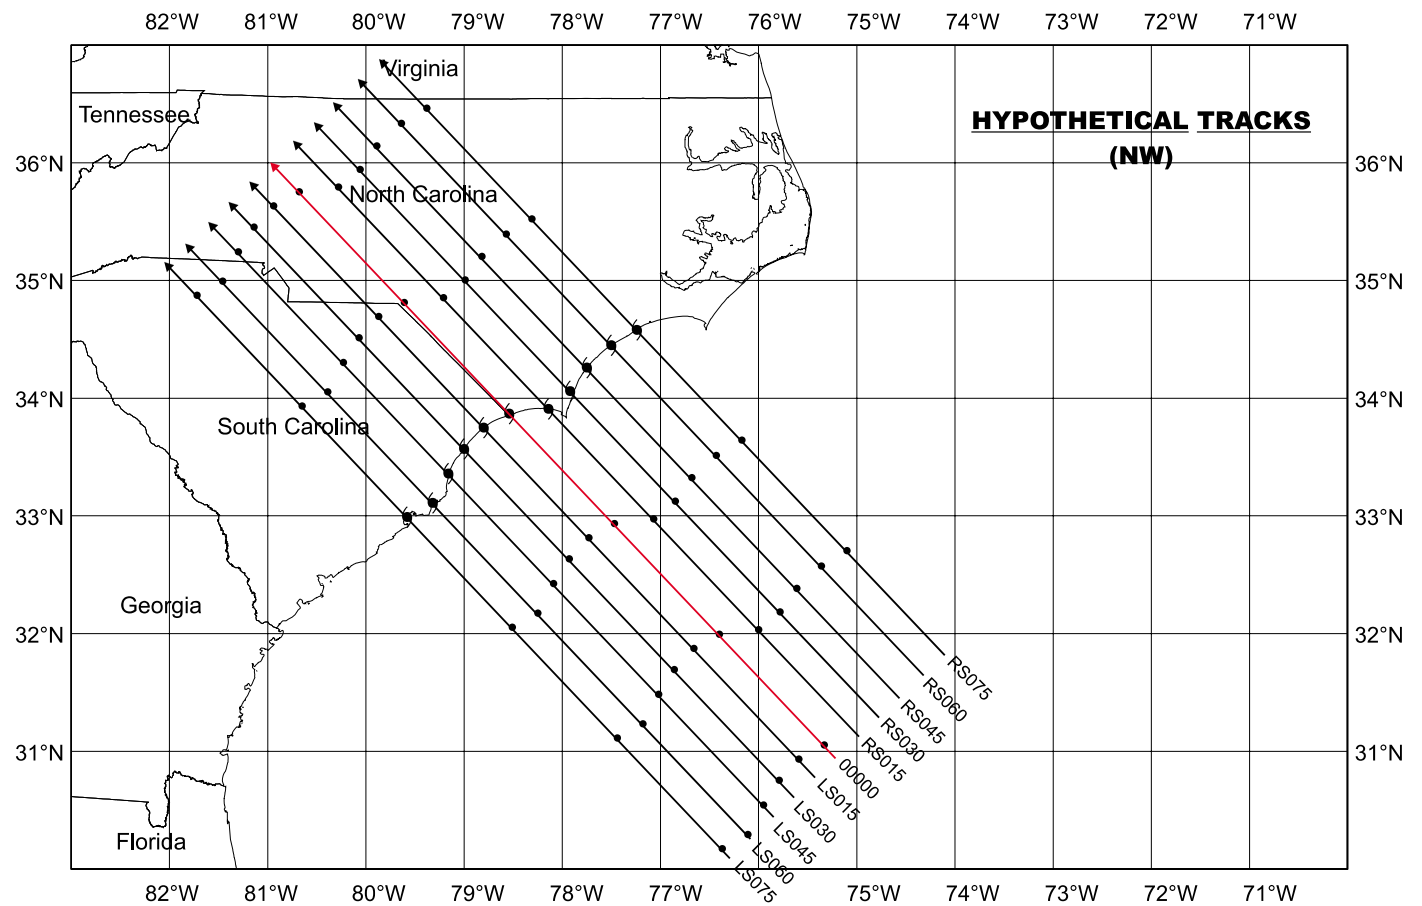 82°W 81°W 80°W 79°W 78°W 77°W 76°W 75°W 74°W 73°W 72°W 71°W
Virginia
Tennessee
HYPOTHETICAL TRACKS
(NW)
36°N 36°N
North Carolina
35°N 35°N
34°N 34°N
South Carolina
33°N 33°N
Georgia
32°N 32°N
RS075
RS060
RS045
RS030
RS015
31°N 31°N
00000
LS015
LS030
LS045
LS060
LS075
Florida
82°W 81°W 80°W 79°W 78°W 77°W 76°W 75°W 74°W 73°W 72°W 71°W